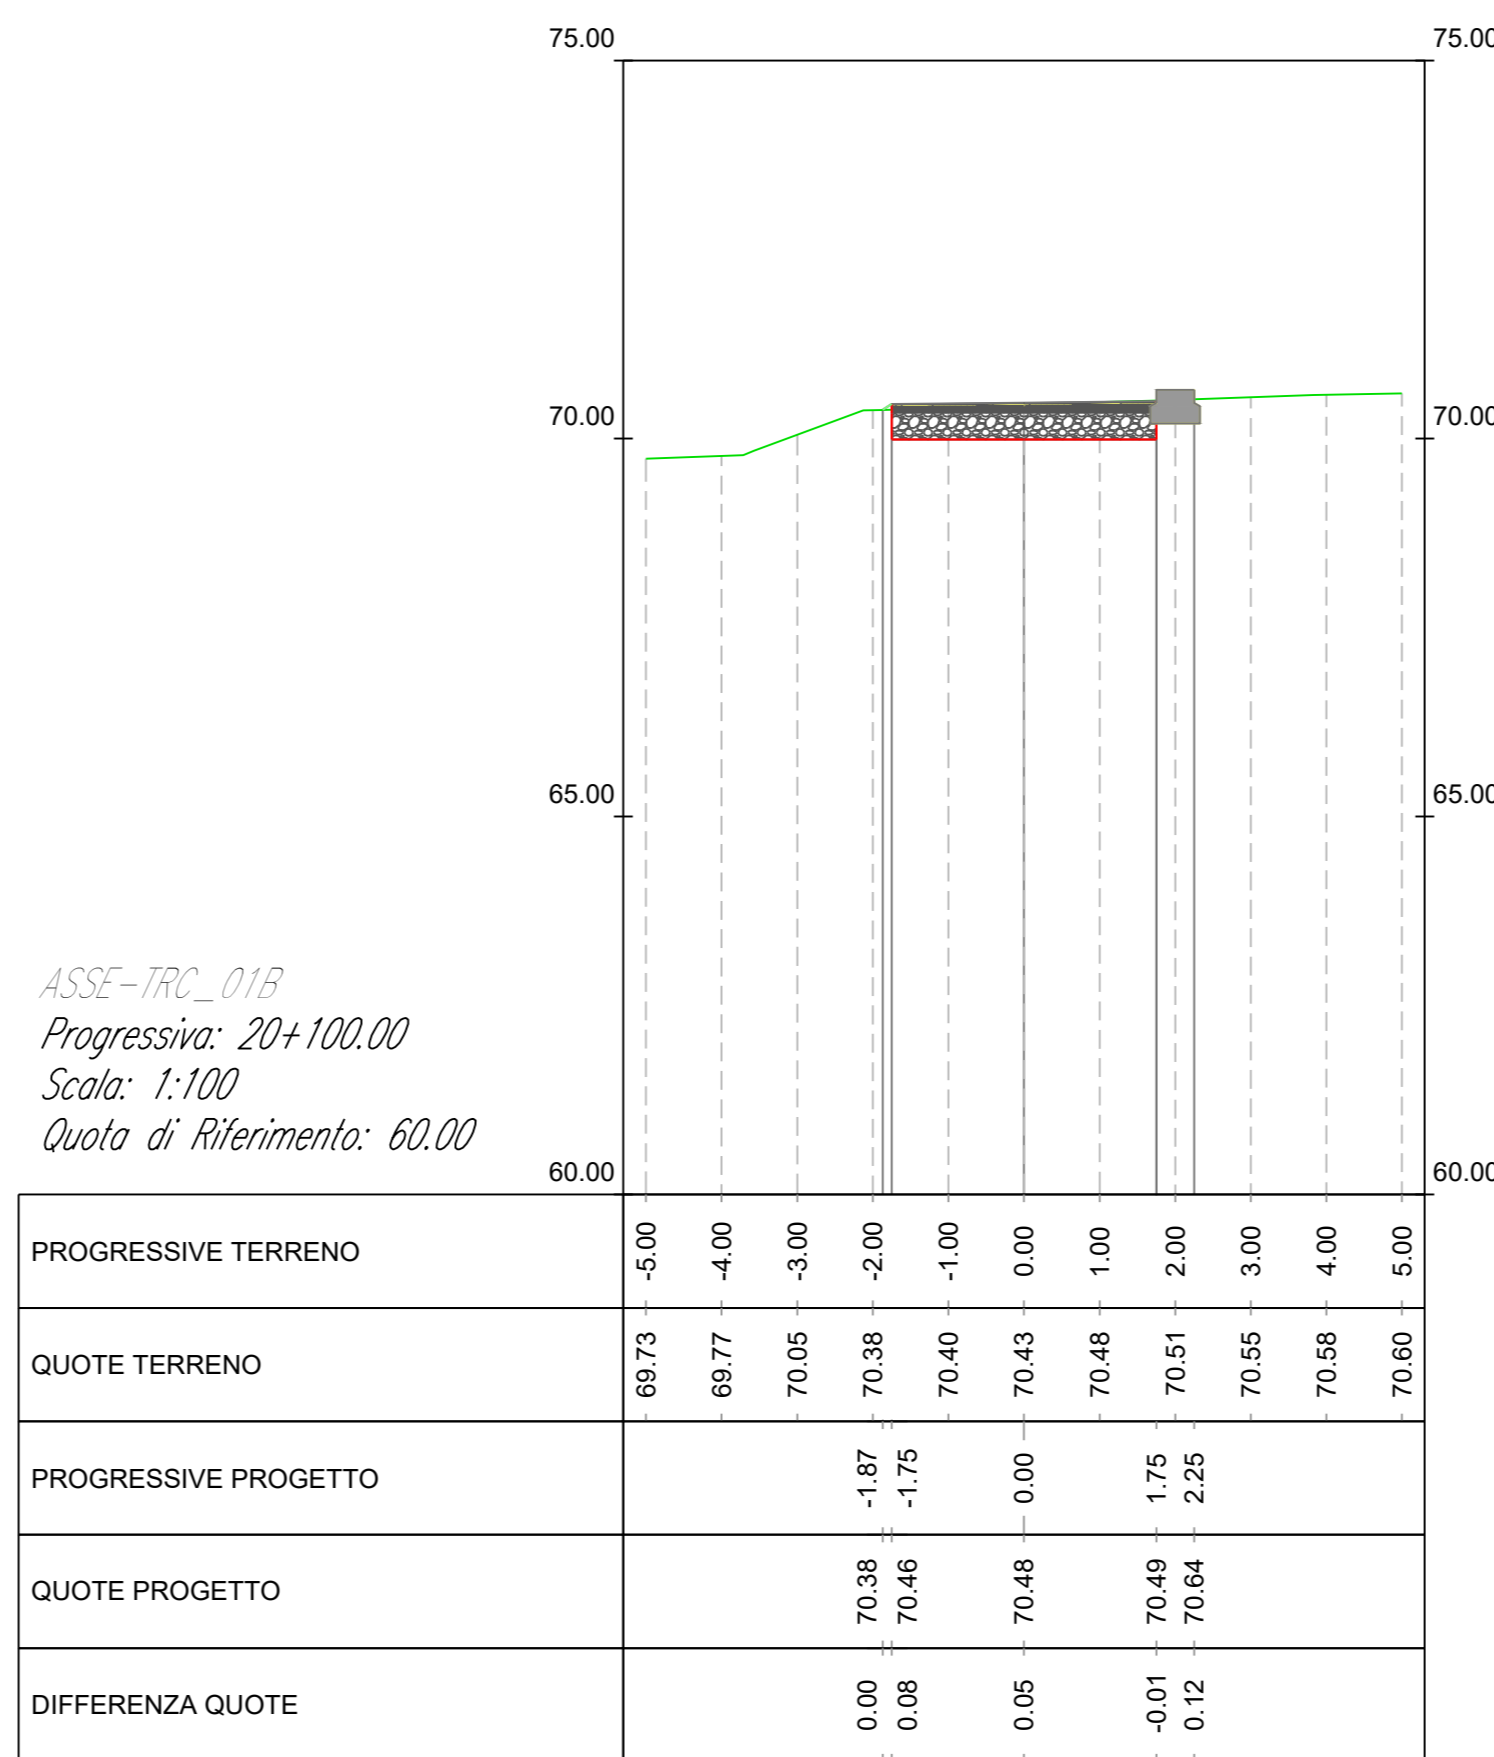 75.00 75.00
70.00 70.00
65.00 65.00
ASSE-TRC_01B
Progressiva: 20+100.00
Scala: 1:100
Quota di Riferimento: 60.00
60.00 60.00
PROGRESSIVE TERRENO -5.00 -4.00 -3.00 -2.00 -1.00 0.00 1.00 2.00 3.00 4.00 5.00
QUOTE TERRENO 69.73 69.77 70.05 70.38 70.40 70.43 70.48 70.51 70.55 70.58 70.60
PROGRESSIVE PROGETTO -1.87 -1.75 0.00 1.75 2.25
QUOTE PROGETTO 70.38 70.46 70.48 70.49 70.64
DIFFERENZA QUOTE 0.00 0.08 0.05 -0.01 0.12